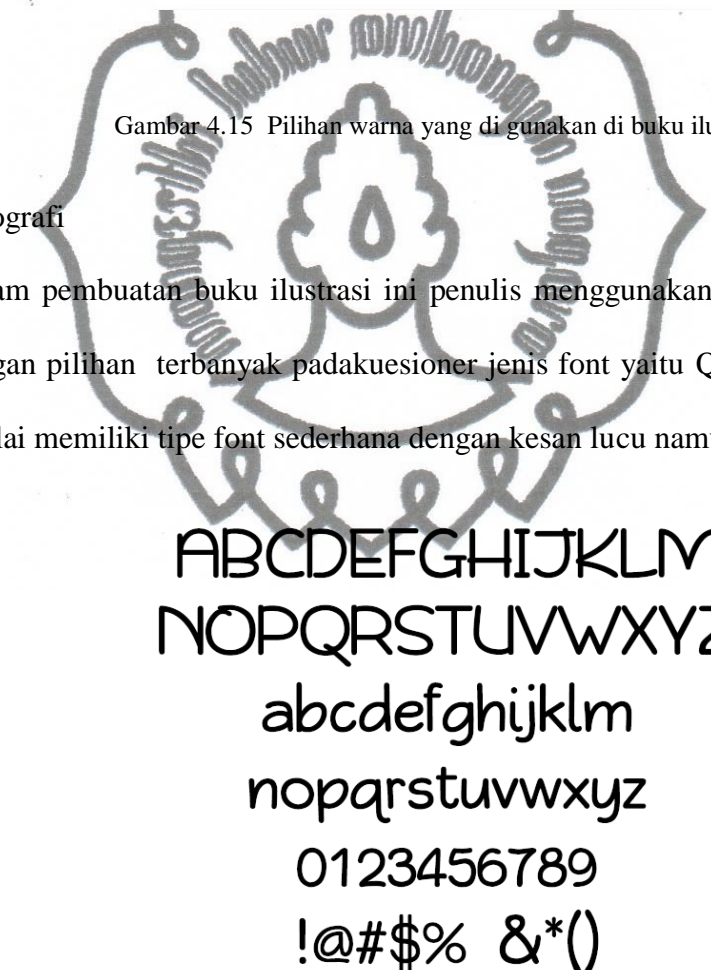 Gambar 4.15 Pilihan warna yang di gunakan di buku ilu
ografi
am pembuatan buku ilustrasi ini penulis menggunakan
gan pilihan terbanyak padakuesioner jenis font yaitu Q
lai memiliki tipe font sederhana dengan kesan lucu nam
ABCDEFGHIJKLM
NOPQRSTUVWXYZ
abcdefghijklm
nopqrstuvwxyz
0123456789
!@#$% &*()